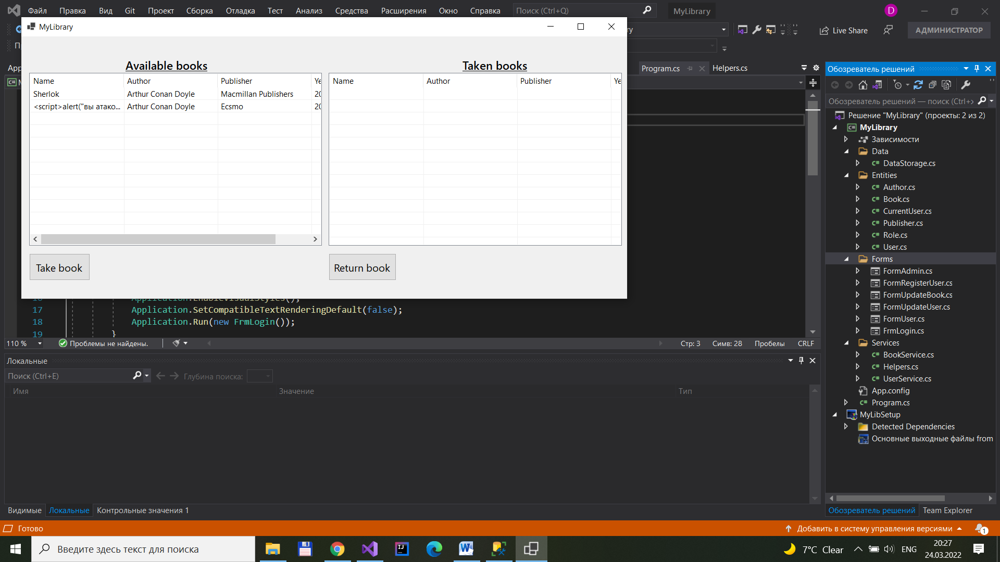 Файл Правка Вид Git Проект Сборка Отладка Тест Анализ Средства Расширения Окно Справка Поиск (Ctrl+Q) MyLibrary D
MyLibrary
Live Share АДМИНИСТРАТОР
Program.cs Helpers.cs
Available books
Name Author Publisher
Sherlok Arthur Conan Doyle Macmillan Publishers
<script>alert("вы атако... Arthur Conan Doyle Ecsmo
Take book
Taken books
Name Author Publisher
Return book
17 Application.SetCompatibleTextRenderingDefault(false);
18 Application.Run(new FrmLogin());
19 }
110 % Проблемы не найдены. Стр: 3 Симв: 28 Пробелы CRLF
Локальные
Поиск (Ctrl+E) Глубина поиска:
Имя Значение Тип
Видимые Локальные Контрольные значения 1
Обозреватель решений
Обозреватель решений — поиск (Ctrl+
Решение "MyLibrary" (проекты: 2 из 2)
MyLibrary
Зависимости
Data
DataStorage.cs
Entities
Author.cs
Book.cs
CurrentUser.cs
Publisher.cs
Role.cs
User.cs
Forms
FormAdmin.cs
FormRegisterUser.cs
FormUpdateBook.cs
FormUpdateUser.cs
FormUser.cs
FrmLogin.cs
Services
BookService.cs
Helpers.cs
UserService.cs
App.config
Program.cs
MyLibSetup
Detected Dependencies
Основные выходные файлы from
Обозреватель решений Team Explorer
Готово Добавить в систему управления версиями 1
Введите здесь текст для поиска
7°C Clear ENG
20:27
24.03.2022